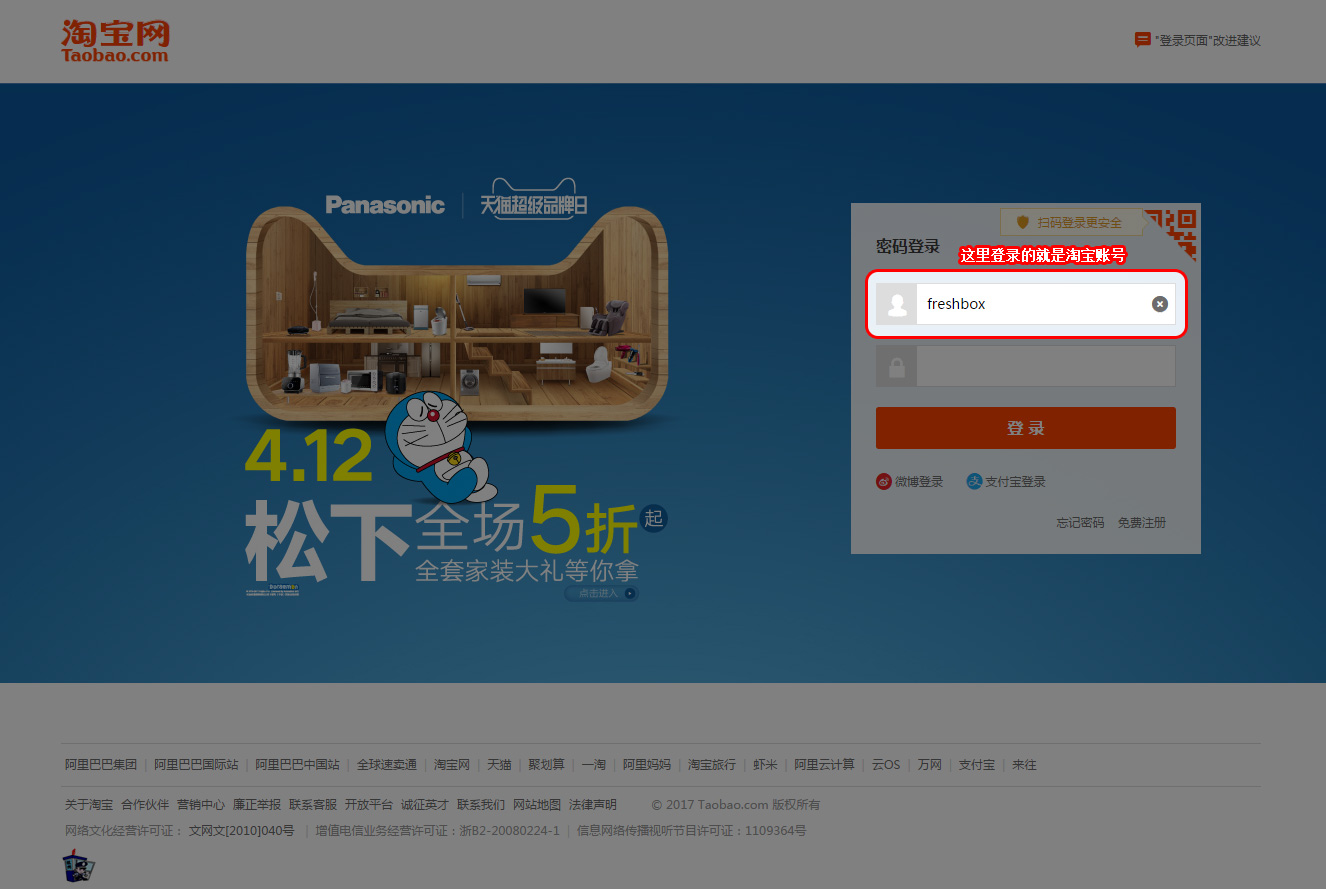 淘宝网
Taobao.com
"登录页面"改进建议
Panasonic
天猫超级品牌日
4.12
松下全场5折起
全套家装大礼等你拿
点击进入
扫码登录更安全
密码登录
这里登录的就是淘宝账号
freshbox
登 录
微博登录 支付宝登录
忘记密码 免费注册
阿里巴巴集团 | 阿里巴巴国际站 | 阿里巴巴中国站 | 全球速卖通 | 淘宝网 | 天猫 | 聚划算 | 一淘 | 阿里妈妈 | 淘宝旅行 | 虾米 | 阿里云计算 | 云OS | 万网 | 支付宝 | 来往
关于淘宝 合作伙伴 营销中心 廉正举报 联系客服 开放平台 诚征英才 联系我们 网站地图 法律声明 © 2017 Taobao.com 版权所有
网络文化经营许可证： 文网文[2010]040号 | 增值电信业务经营许可证：浙B2-20080224-1 | 信息网络传播视听节目许可证：1109364号